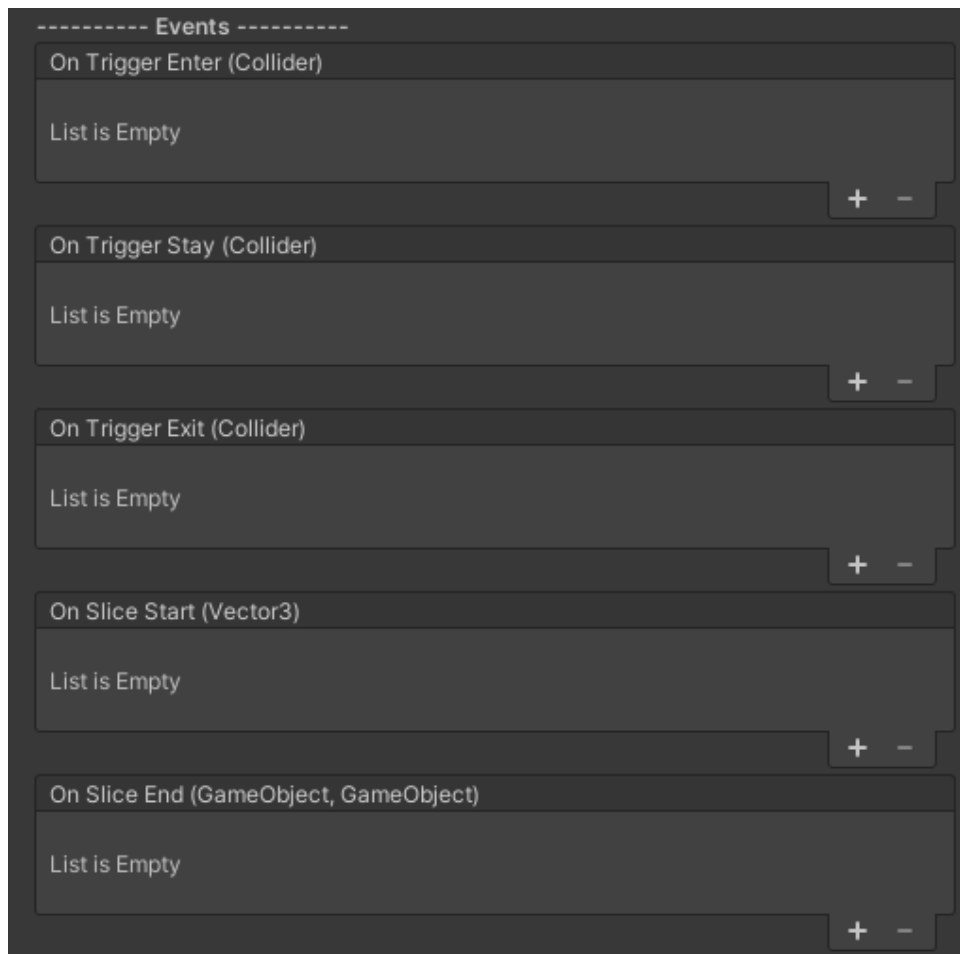 ---------- Events ----------
On Trigger Enter (Collider)
List is Empty
+ −
On Trigger Stay (Collider)
List is Empty
+ −
On Trigger Exit (Collider)
List is Empty
+ −
On Slice Start (Vector3)
List is Empty
+ −
On Slice End (GameObject, GameObject)
List is Empty
+ −